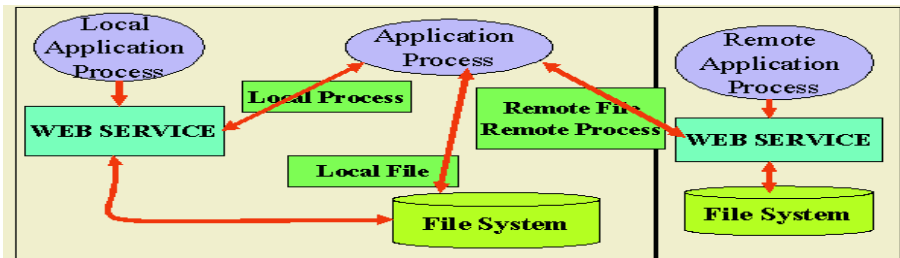 Local
Application
Process
Application
Process
Remote
Application
Process
Local Process
Remote File
Remote Process
WEB SERVICE
WEB SERVICE
Local File
File System
File System